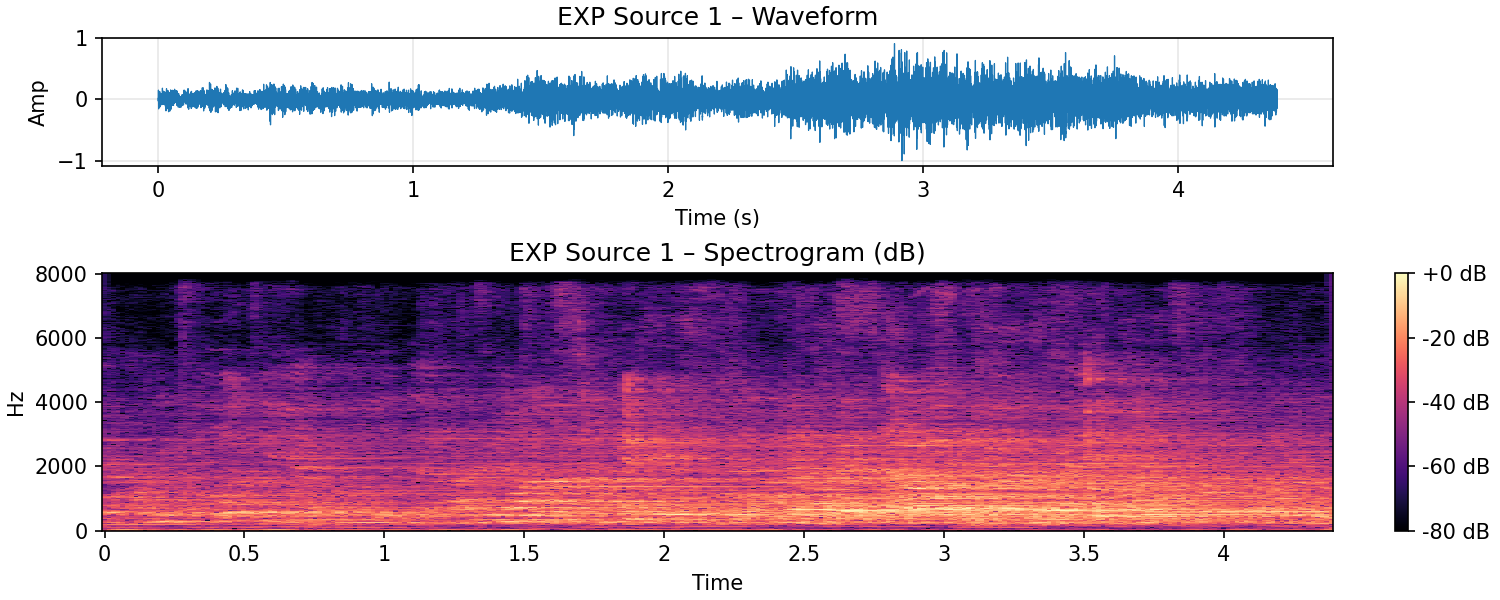 EXP Source 1 – Waveform
1
0
−1
Amp
0 1 2 3 4
Time (s)
EXP Source 1 – Spectrogram (dB)
8000
6000
4000
2000
0
Hz
0 0.5 1 1.5 2 2.5 3 3.5 4
Time
+0 dB
-20 dB
-40 dB
-60 dB
-80 dB